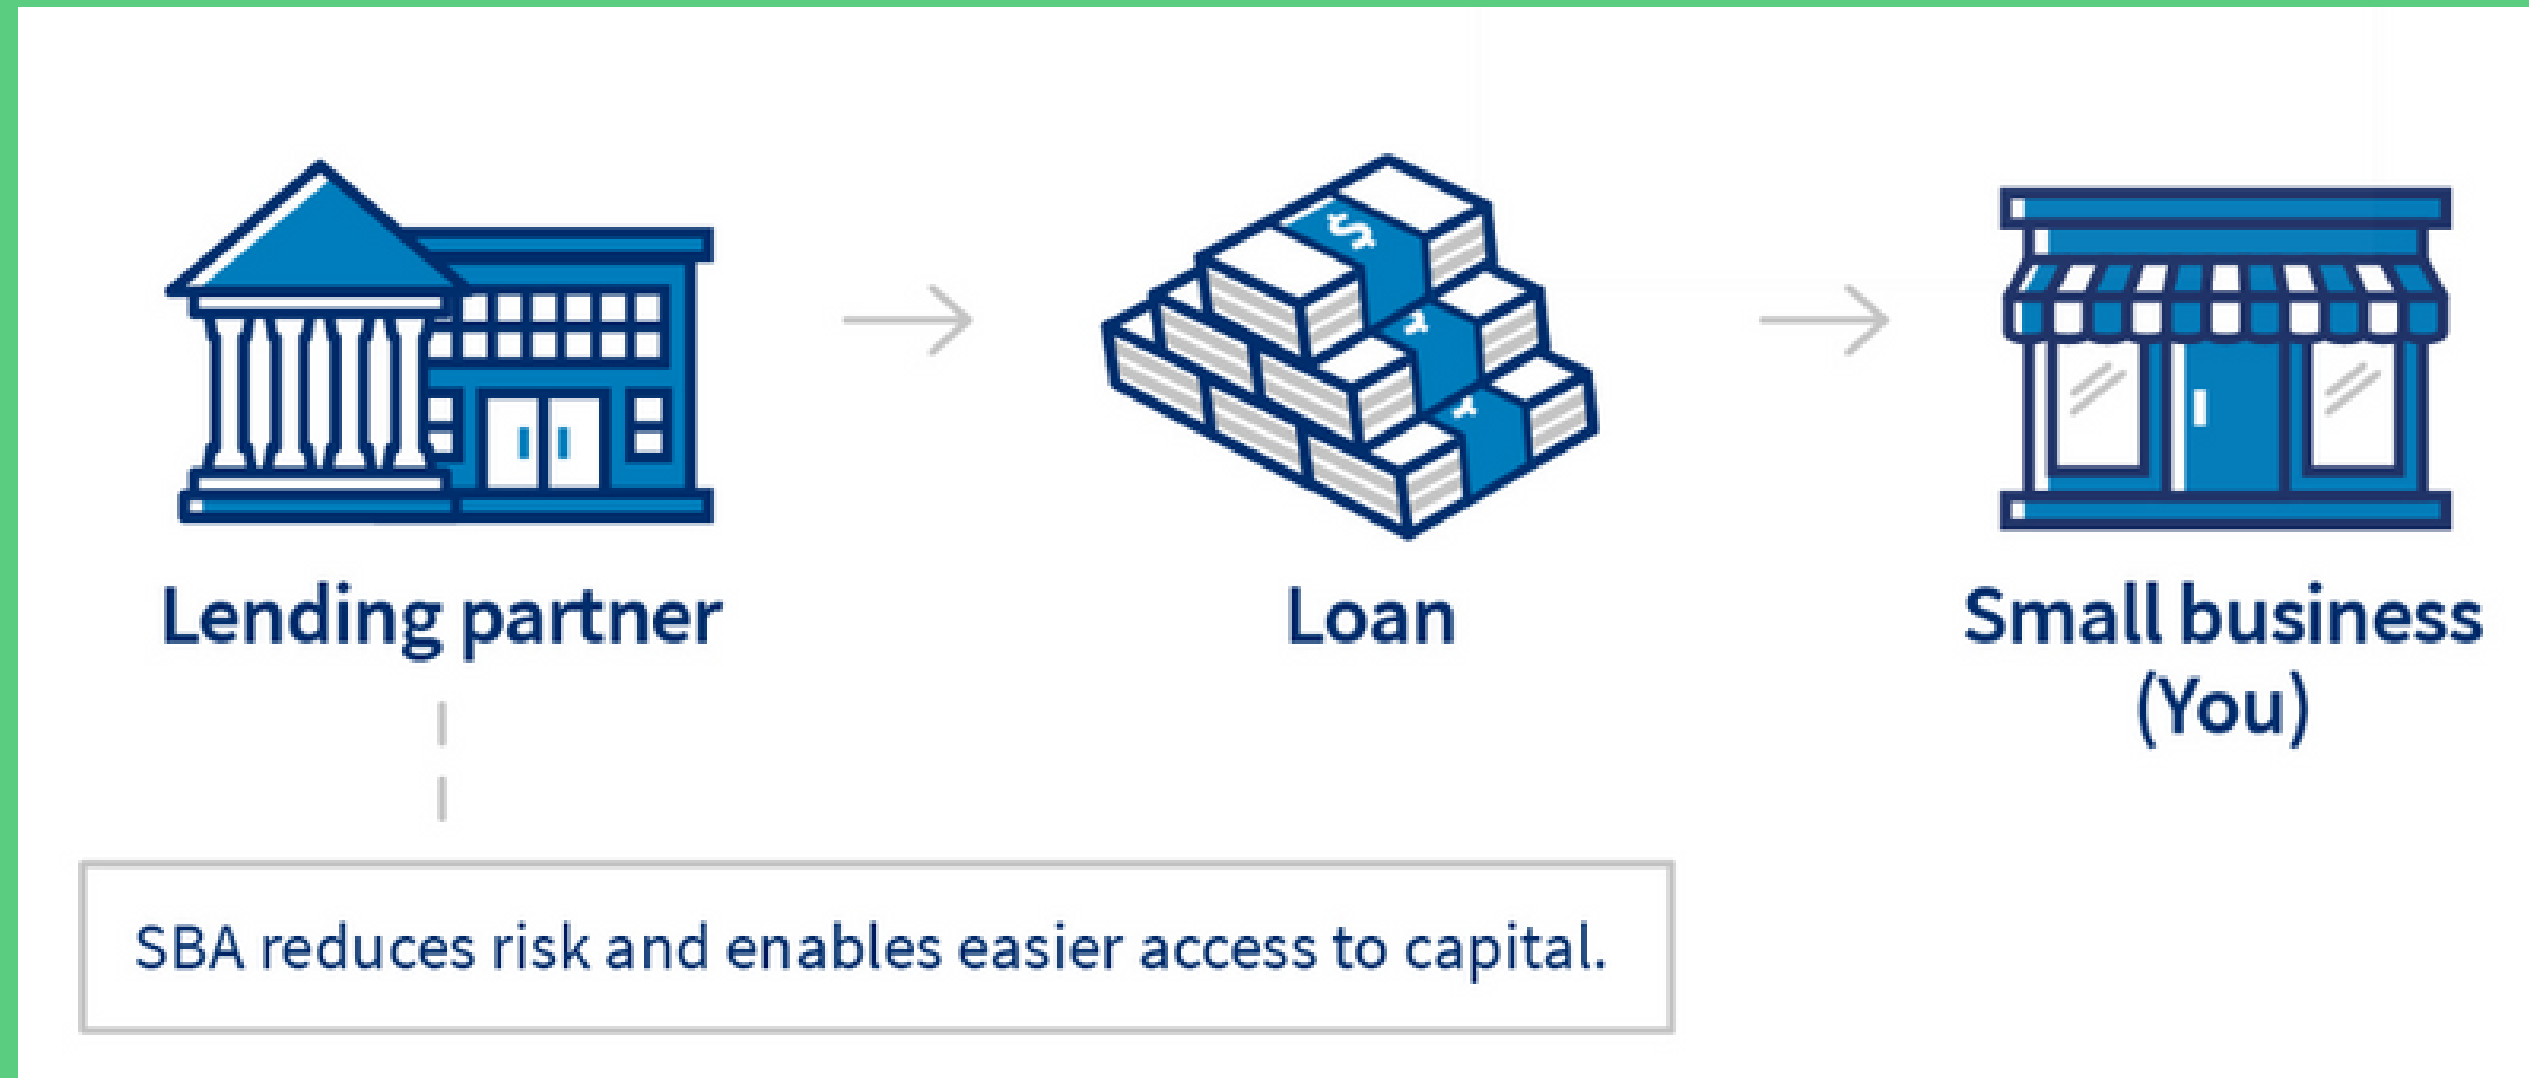 Lending partner
Loan
Small business
(You)
SBA reduces risk and enables easier access to capital.